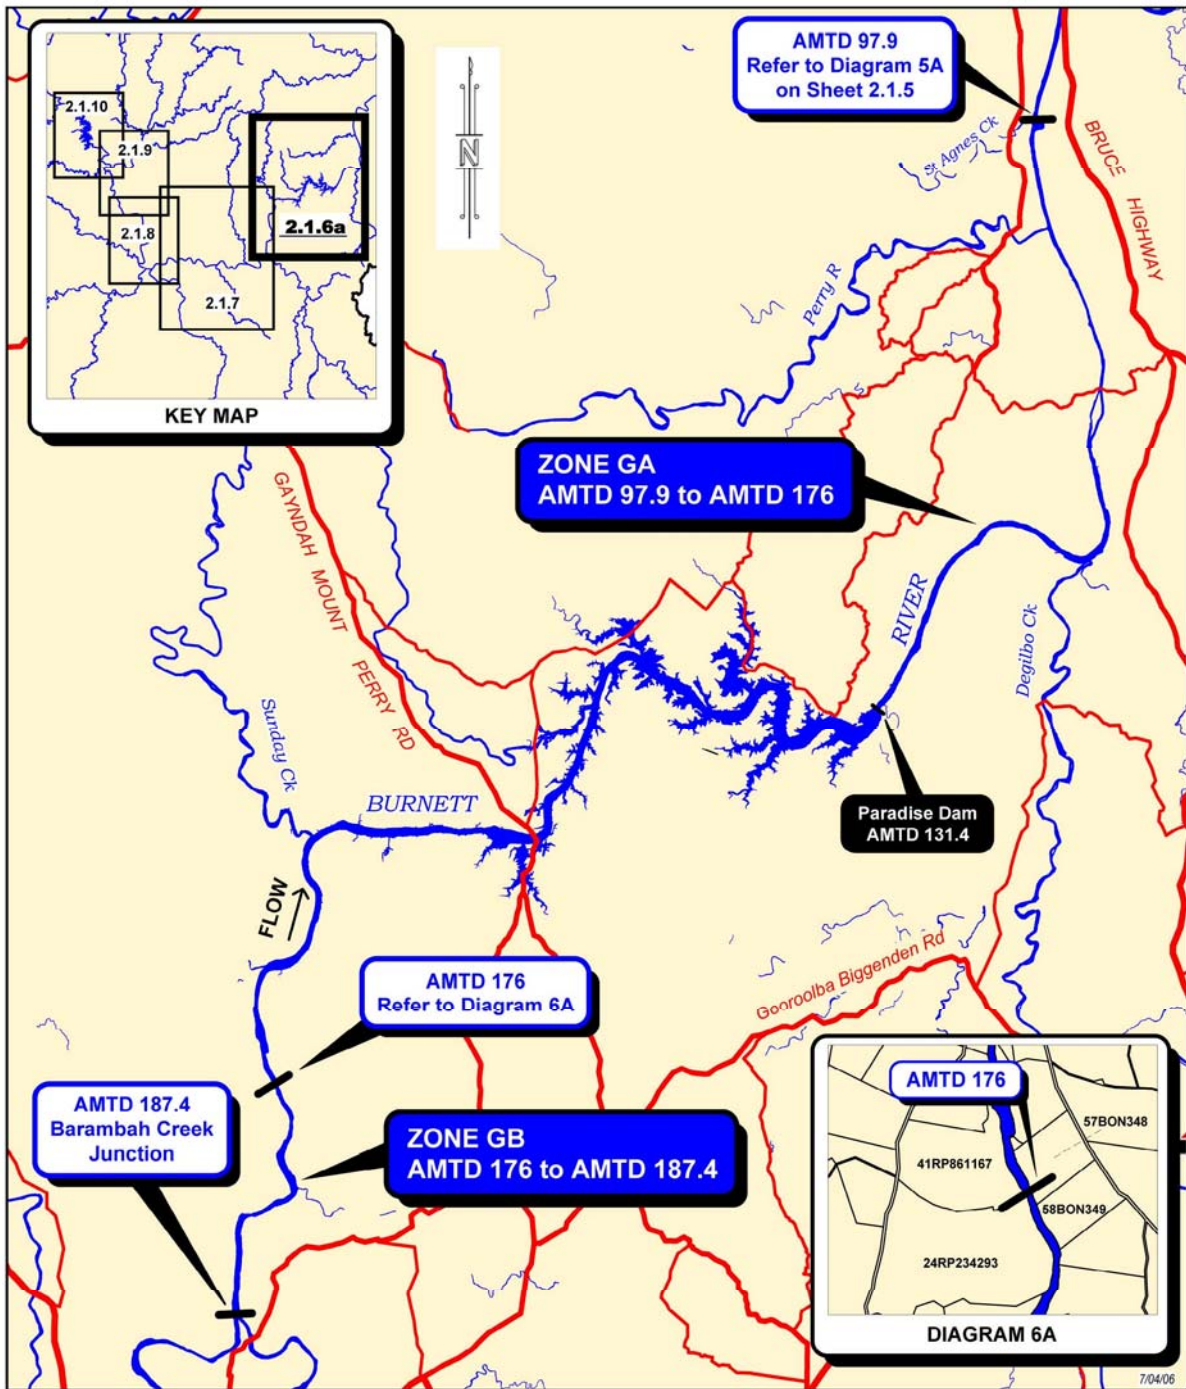 2.1.10
2.1.9
2.1.8
2.1.6a
2.1.7
KEY MAP
N
AMTD 97.9
Refer to Diagram 5A
on Sheet 2.1.5
St Agnes Ck
BRUCE
HIGHWAY
Perry R
ZONE GA
AMTD 97.9 to AMTD 176
GAYNDAH MOUNT
PERRY RD
RIVER
Degilbo Ck
Sunday Ck
BURNETT
Paradise Dam
AMTD 131.4
FLOW
AMTD 176
Refer to Diagram 6A
Gooroolba Biggenden Rd
AMTD 187.4
Barambah Creek
Junction
ZONE GB
AMTD 176 to AMTD 187.4
AMTD 176
57BON348
41RP861167
58BON349
24RP234293
DIAGRAM 6A
7/04/06